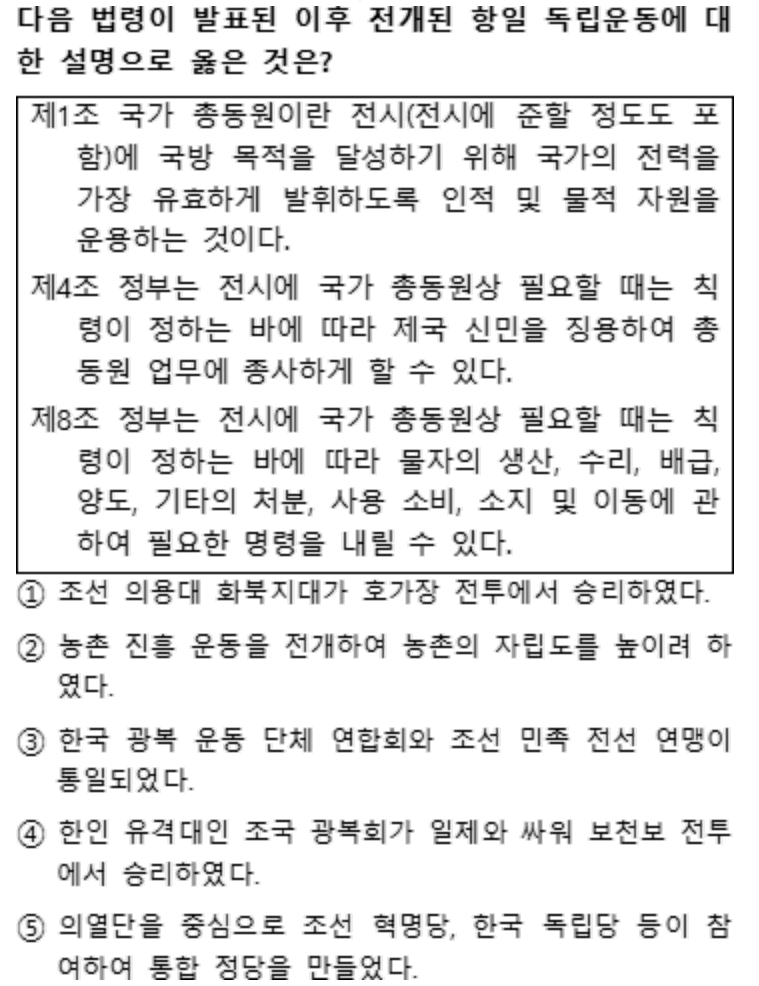 다음 법령이 발표된 이후 전개된 항일 독립운동에 대
한 설명으로 옳은 것은?
제1조 국가 총동원이란 전시(전시에 준할 정도도 포
함)에 국방 목적을 달성하기 위해 국가의 전력을
가장 유효하게 발휘하도록 인적 및 물적 자원을
운용하는 것이다.
제4조 정부는 전시에 국가 총동원상 필요할 때는 칙
령이 정하는 바에 따라 제국 신민을 징용하여 총
동원 업무에 종사하게 할 수 있다.
제8조 정부는 전시에 국가 총동원상 필요할 때는 칙
령이 정하는 바에 따라 물자의 생산, 수리, 배급,
양도, 기타의 처분, 사용 소비, 소지 및 이동에 관
하여 필요한 명령을 내릴 수 있다.
① 조선 의용대 화북지대가 호가장 전투에서 승리하였다.
② 농촌 진흥 운동을 전개하여 농촌의 자립도를 높이려 하
였다.
③ 한국 광복 운동 단체 연합회와 조선 민족 전선 연맹이
통일되었다.
④ 한인 유격대인 조국 광복회가 일제와 싸워 보천보 전투
에서 승리하였다.
⑤ 의열단을 중심으로 조선 혁명당, 한국 독립당 등이 참
여하여 통합 정당을 만들었다.